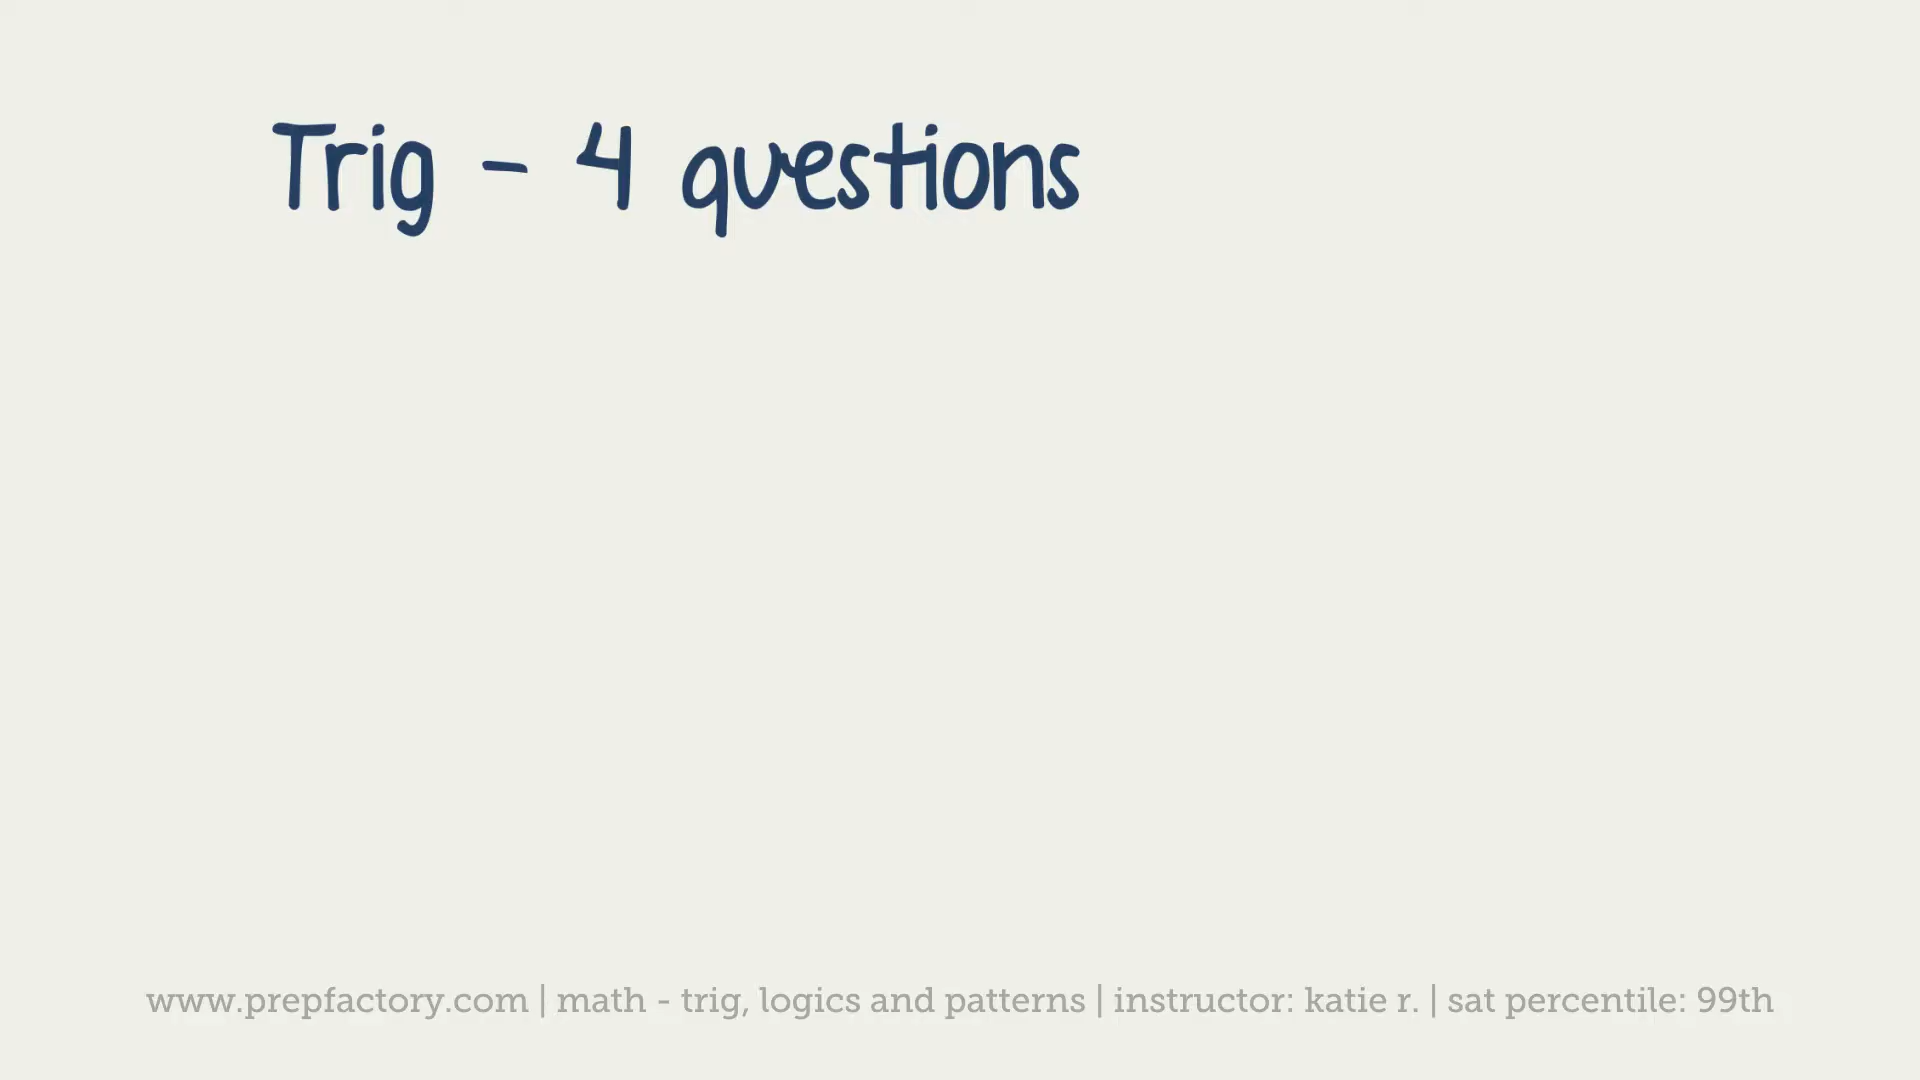 Trig - 4 questions
www.prepfactory.com | math - trig, logics and patterns | instructor: katie r. | sat percentile: 99th